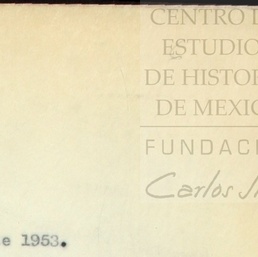 CENTRO D
ESTUDIO
DE HISTOR
DE MEXIC
FUNDACI
Carlos
e 1953.